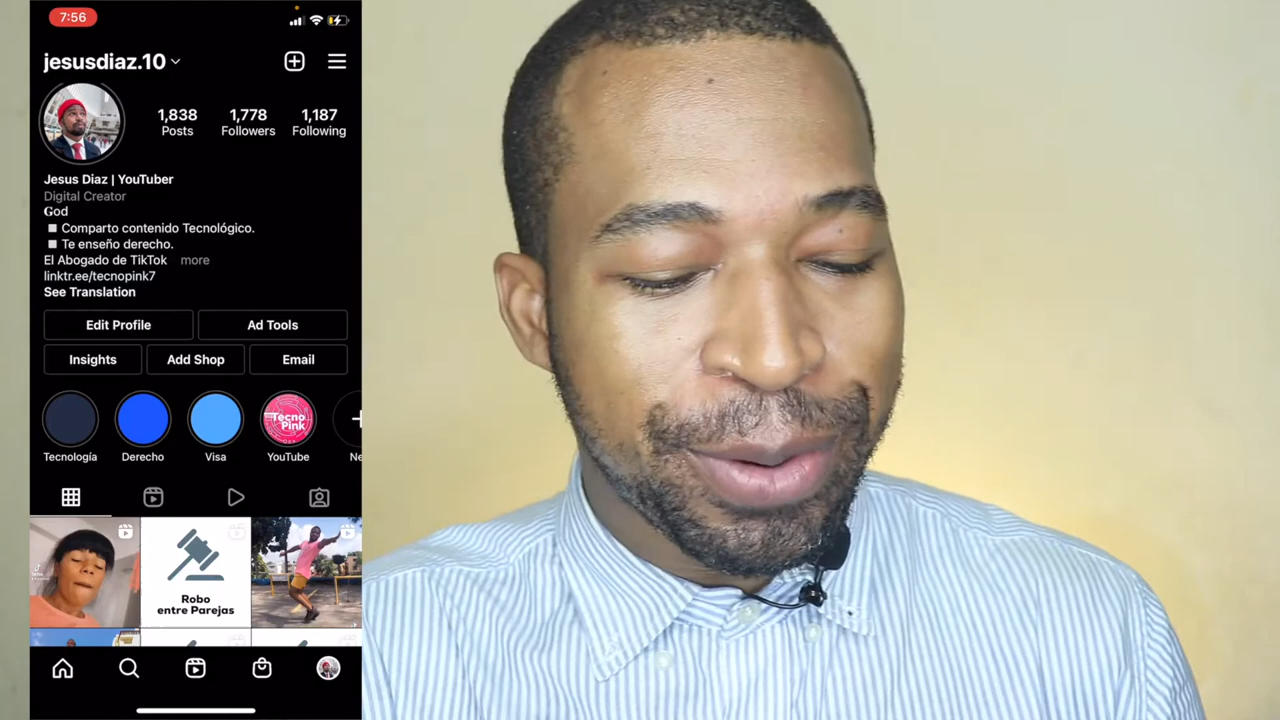 7:56
jesusdiaz.10
1,838 1,778 1,187
Posts Followers Following
Jesus Diaz | YouTuber
Digital Creator
God
Comparto contenido Tecnológico.
Te enseño derecho.
El Abogado de TikTok more
linktr.ee/tecnopink7
See Translation
Edit Profile Ad Tools
Insights Add Shop Email
Tecno
Pink
Tecnología Derecho Visa YouTube Ne
Robo
entre Parejas